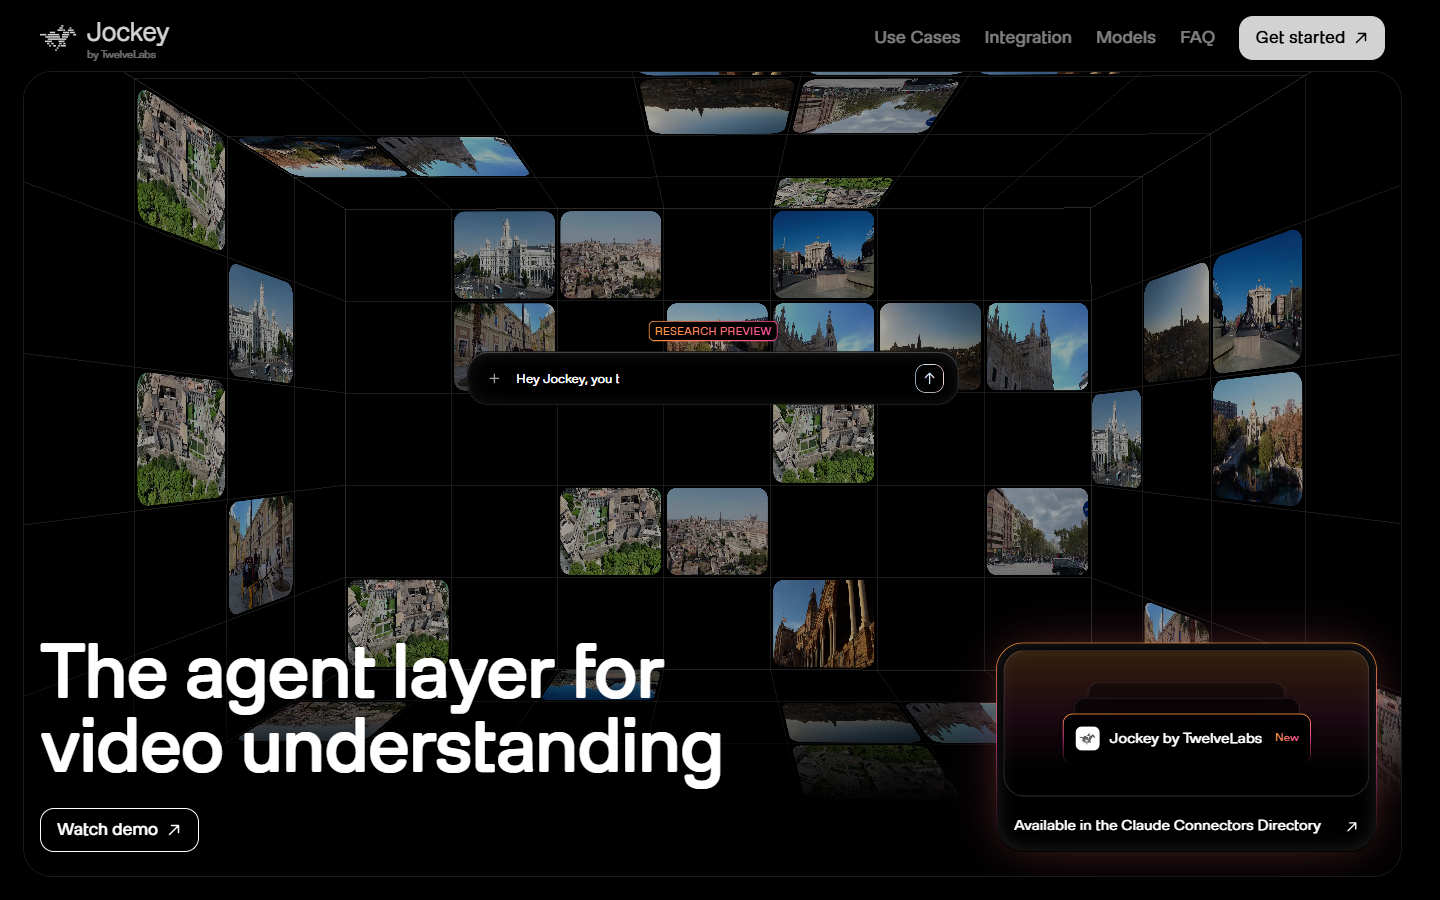 Jockey
by TwelveLabs
Use Cases
Integration
Models
FAQ
Get started
RESEARCH PREVIEW
Hey Jockey, you b
The agent layer for
video understanding
Watch demo
Jockey by TwelveLabs New
Available in the Claude Connectors Directory